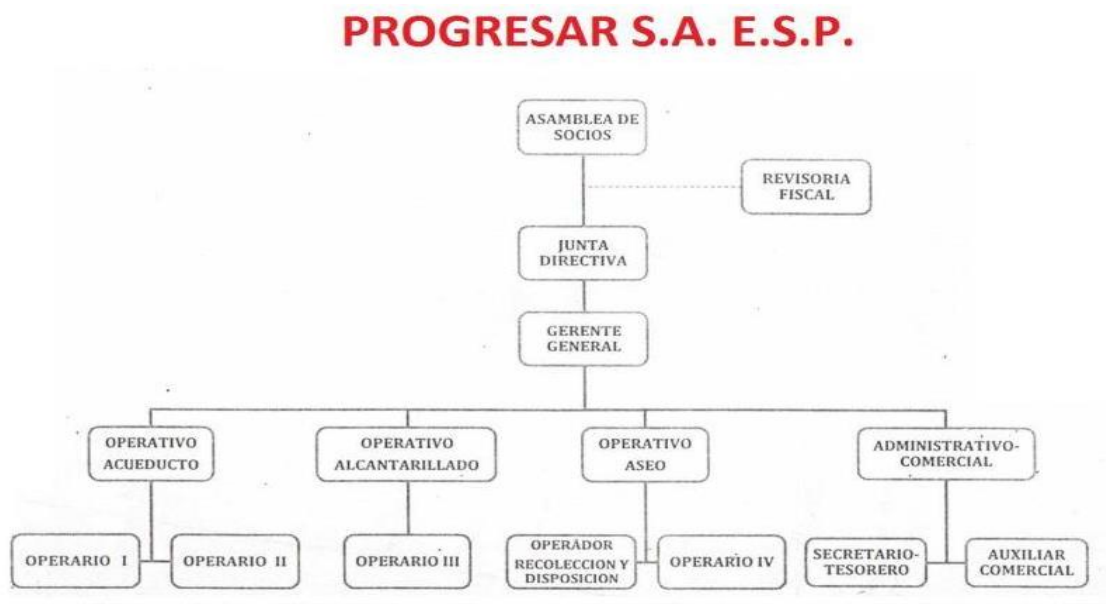 PROGRESAR S.A. E.S.P.
ASAMBLEA DE
SOCIOS
REVISORIA
FISCAL
JUNTA
DIRECTIVA
GERENTE
GENERAL
OPERATIVO
ACUEDUCTO
OPERATIVO
ALCANTARILLADO
OPERATIVO
ASEO
ADMINISTRATIVO-
COMERCIAL
OPERARIO I
OPERARIO II
OPERARIO III
OPERADOR
RECOLECCION Y
DISPOSICION
OPERARIO IV
SECRETARIO-
TESORERO
AUXILIAR
COMERCIAL